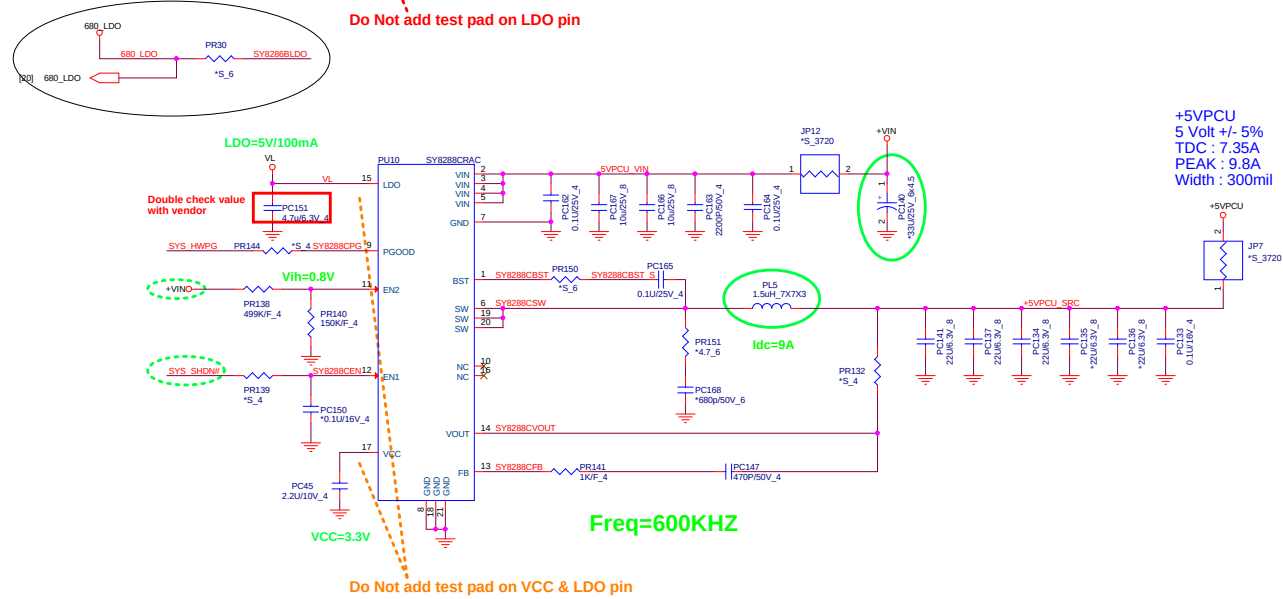 Do Not add test pad on LDO pin
680_LDO
680_LDO
PR30
*S_6
SY8286BLDO
[20] 680_LDO
+5VPCU
5 Volt +/- 5%
TDC : 7.35A
PEAK : 9.8A
Width : 300mil
LDO=5V/100mA
VL
VL
Double check value
with vendor
PC151
4.7u/6.3V_4
PU10
SY8288CRAC
15
LDO
SYS_HWPG
PR144
*S_4
SY8288CPG
9
PGOOD
Vih=0.8V
+VIN
PR138
499K/F_4
PR140
150K/F_4
11
EN2
SYS_SHDN#
PR139
*S_4
SY8288CEN
12
EN1
PC150
*0.1U/16V_4
17
VCC
PC45
2.2U/10V_4
VCC=3.3V
2
3
4
5
VIN
VIN
VIN
VIN
7
GND
5VPCU_VIN
PC162
0.1U/25V_4
PC167
10u/25V_8
PC166
10u/25V_8
PC163
2200P/50V_4
PC164
0.1U/25V_4
JP12
*S_3720
1
2
+VIN
1
+
2
PC140
*33U/25V_6x4.5
1
BST
SY8288CBST
PR150
*S_6
SY8288CBST_S
PC165
0.1U/25V_4
6
19
20
SW
SW
SW
SY8288CSW
PR151
*4.7_6
PC168
*680p/50V_6
PL5
1.5uH_7X7X3
Idc=9A
+5VPCU_SRC
PC141
22U/6.3V_8
PC137
22U/6.3V_8
PC134
22U/6.3V_8
PC135
*22U/6.3V_8
PC136
*22U/6.3V_8
PC133
0.1U/16V_4
+5VPCU
2
JP7
*S_3720
1
10
16
NC
NC
PR132
*S_4
14
VOUT
SY8288CVOUT
13
FB
SY8288CFB
PR141
1K/F_4
PC147
470P/50V_4
GND
GND
GND
8
18
21
Freq=600KHZ
Do Not add test pad on VCC & LDO pin